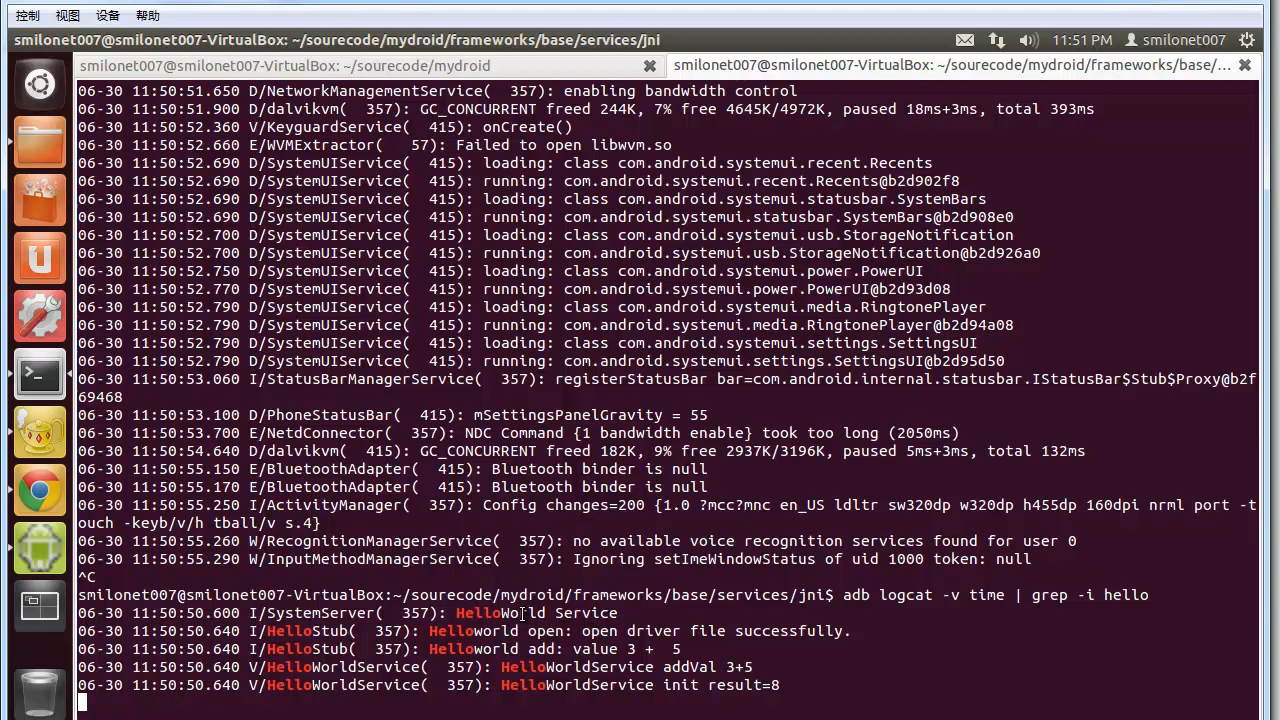 控制 视图 设备 帮助
smilonet007@smilonet007-VirtualBox: ~/sourcecode/mydroid/frameworks/base/services/jni 11:51 PM smilonet007
smilonet007@smilonet007-VirtualBox: ~/sourcecode/mydroid smilonet007@smilonet007-VirtualBox: ~/sourcecode/mydroid/frameworks/base/...
06-30 11:50:51.650 D/NetworkManagementService(  357): enabling bandwidth control
06-30 11:50:51.900 D/dalvikvm(  357): GC_CONCURRENT freed 244K, 7% free 4645K/4972K, paused 18ms+3ms, total 393ms
06-30 11:50:52.360 V/KeyguardService(  415): onCreate()
06-30 11:50:52.660 E/WVMExtractor(   57): Failed to open libwvm.so
06-30 11:50:52.690 D/SystemUIService(  415): loading: class com.android.systemui.recent.Recents
06-30 11:50:52.690 D/SystemUIService(  415): running: com.android.systemui.recent.Recents@b2d902f8
06-30 11:50:52.690 D/SystemUIService(  415): loading: class com.android.systemui.statusbar.SystemBars
06-30 11:50:52.690 D/SystemUIService(  415): running: com.android.systemui.statusbar.SystemBars@b2d908e0
06-30 11:50:52.700 D/SystemUIService(  415): loading: class com.android.systemui.usb.StorageNotification
06-30 11:50:52.700 D/SystemUIService(  415): running: com.android.systemui.usb.StorageNotification@b2d926a0
06-30 11:50:52.750 D/SystemUIService(  415): loading: class com.android.systemui.power.PowerUI
06-30 11:50:52.770 D/SystemUIService(  415): running: com.android.systemui.power.PowerUI@b2d93d08
06-30 11:50:52.790 D/SystemUIService(  415): loading: class com.android.systemui.media.RingtonePlayer
06-30 11:50:52.790 D/SystemUIService(  415): running: com.android.systemui.media.RingtonePlayer@b2d94a08
06-30 11:50:52.790 D/SystemUIService(  415): loading: class com.android.systemui.settings.SettingsUI
06-30 11:50:52.790 D/SystemUIService(  415): running: com.android.systemui.settings.SettingsUI@b2d95d50
06-30 11:50:53.060 I/StatusBarManagerService(  357): registerStatusBar bar=com.android.internal.statusbar.IStatusBar$Stub$Proxy@b2f
69468
06-30 11:50:53.100 D/PhoneStatusBar(  415): mSettingsPanelGravity = 55
06-30 11:50:53.700 E/NetdConnector(  357): NDC Command {1 bandwidth enable} took too long (2050ms)
06-30 11:50:54.640 D/dalvikvm(  415): GC_CONCURRENT freed 182K, 9% free 2937K/3196K, paused 5ms+3ms, total 132ms
06-30 11:50:55.150 E/BluetoothAdapter(  415): Bluetooth binder is null
06-30 11:50:55.170 E/BluetoothAdapter(  415): Bluetooth binder is null
06-30 11:50:55.250 I/ActivityManager(  357): Config changes=200 {1.0 ?mcc?mnc en_US ldltr sw320dp w320dp h455dp 160dpi nrml port -t
ouch -keyb/v/h tball/v s.4}
06-30 11:50:55.260 W/RecognitionManagerService(  357): no available voice recognition services found for user 0
06-30 11:50:55.290 W/InputMethodManagerService(  357): Ignoring setImeWindowStatus of uid 1000 token: null
^C
smilonet007@smilonet007-VirtualBox:~/sourcecode/mydroid/frameworks/base/services/jni$ adb logcat -v time | grep -i hello
06-30 11:50:50.600 I/SystemServer(  357): HelloWorld Service
06-30 11:50:50.640 I/HelloStub(  357): Helloworld open: open driver file successfully.
06-30 11:50:50.640 I/HelloStub(  357): Helloworld add: value 3 +  5
06-30 11:50:50.640 V/HelloWorldService(  357): HelloWorldService addVal 3+5
06-30 11:50:50.640 V/HelloWorldService(  357): HelloWorldService init result=8